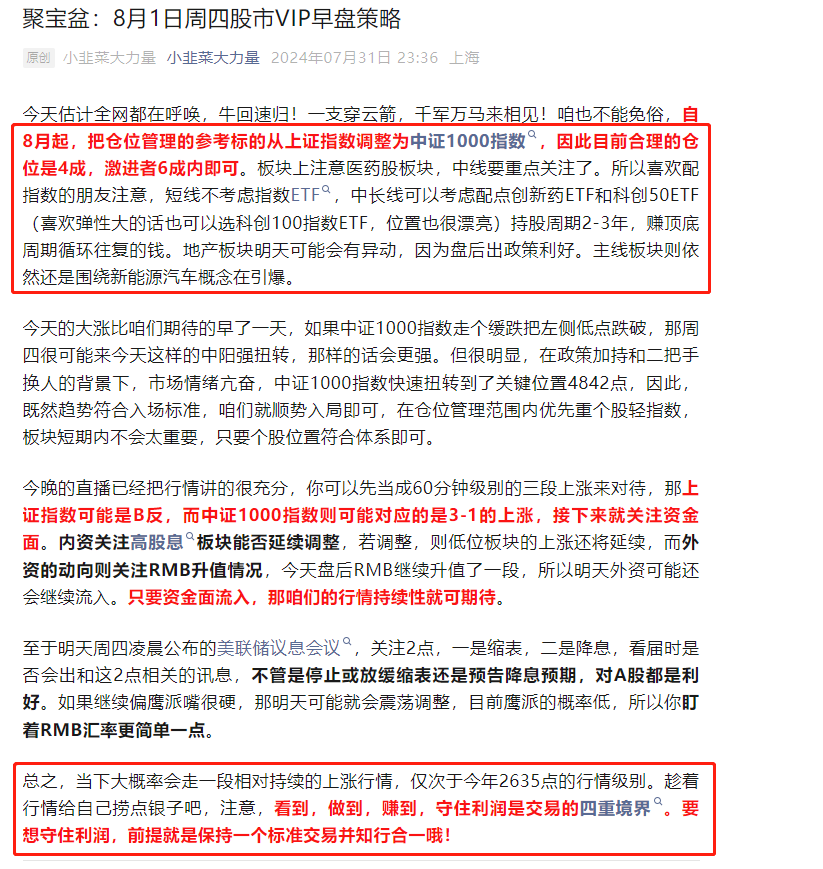 聚宝盆：8月1日周四股市VIP早盘策略
原创 小韭菜大力量 小韭菜大力量 2024年07月31日 23:36 上海
今天估计全网都在呼唤，牛回速归！一支穿云箭，千军万马来相见！咱也不能免俗，自
8月起，把仓位管理的参考标的从上证指数调整为中证1000指数，因此目前合理的仓
位是4成，激进者6成内即可。板块上注意医药股板块，中线要重点关注了。所以喜欢配
指数的朋友注意，短线不考虑指数ETF，中长线可以考虑配点创新药ETF和科创50ETF
（喜欢弹性大的话也可以选科创100指数ETF，位置也很漂亮）持股周期2-3年，赚顶底
周期循环往复的钱。地产板块明天可能会有异动，因为盘后出政策利好。主线板块则依
然还是围绕新能源汽车概念在引爆。
今天的大涨比咱们期待的早了一天，如果中证1000指数走个缓跌把左侧低点跌破，那周
四很可能来今天这样的中阳强扭转，那样的话会更强。但很明显，在政策加持和二把手
换人的背景下，市场情绪亢奋，中证1000指数快速扭转到了关键位置4842点，因此，
既然趋势符合入场标准，咱们就顺势入局即可，在仓位管理范围内优先重个股轻指数，
板块短期内不会太重要，只要个股位置符合体系即可。
今晚的直播已经把行情讲的很充分，你可以先当成60分钟级别的三段上涨来对待，那上
证指数可能是B反，而中证1000指数则可能对应的是3-1的上涨，接下来就关注资金
面。内资关注高股息板块能否延续调整，若调整，则低位板块的上涨还将延续，而外
资的动向则关注RMB升值情况，今天盘后RMB继续升值了一段，所以明天外资可能还
会继续流入。只要资金面流入，那咱们的行情持续性就可期待。
至于明天周四凌晨公布的美联储议息会议，关注2点，一是缩表，二是降息，看届时是
否会出和这2点相关的讯息，不管是停止或放缓缩表还是预告降息预期，对A股都是利
好。如果继续偏鹰派嘴很硬，那明天可能就会震荡调整，目前鹰派的概率低，所以你盯
着RMB汇率更简单一点。
总之，当下大概率会走一段相对持续的上涨行情，仅次于今年2635点的行情级别。趁着
行情给自己捞点银子吧，注意，看到，做到，赚到，守住利润是交易的四重境界。要
想守住利润，前提就是保持一个标准交易并知行合一哦！